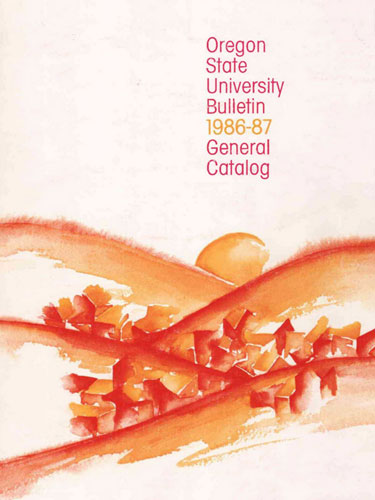 Oregon
State
University
Bulletin
1986-87
General
Catalog